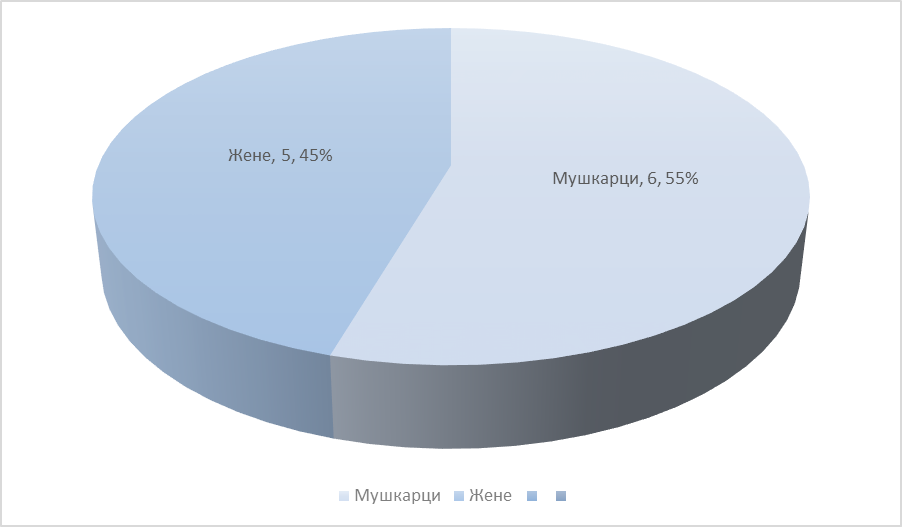 Жене, 5, 45%
Мушкарци, 6, 55%
Мушкарци Жене